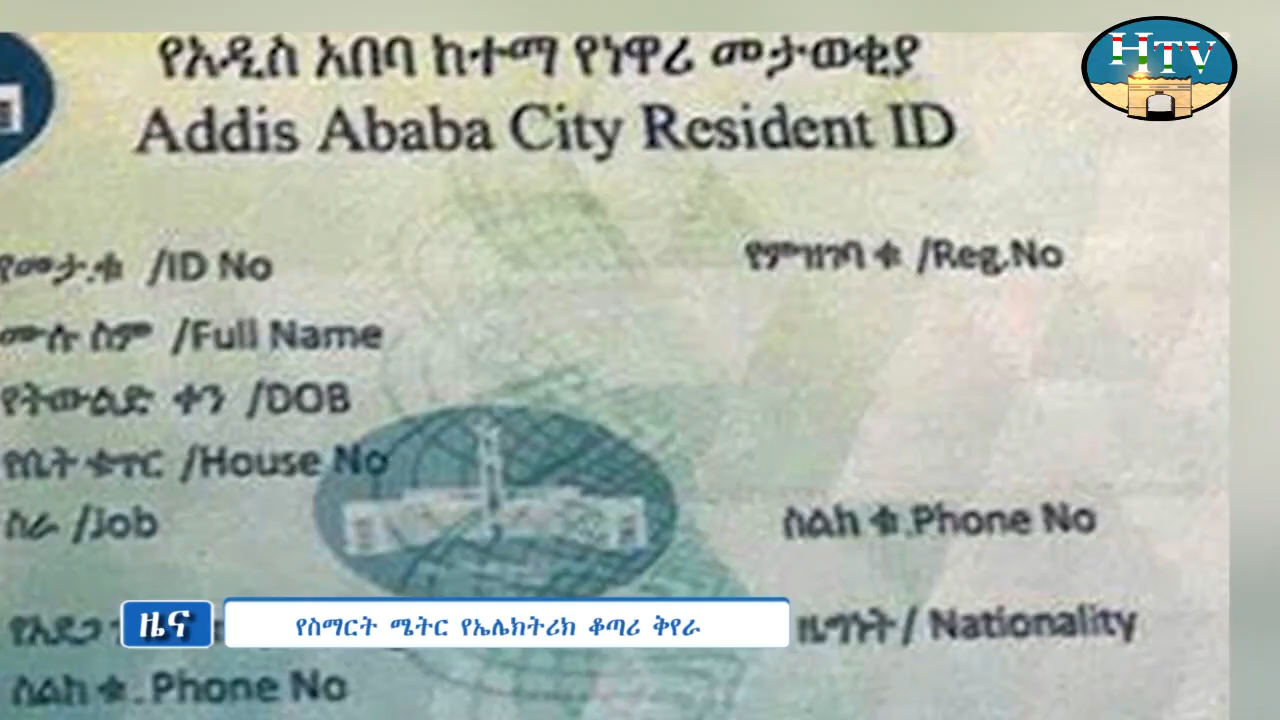 የአዲስ አበባ ከተማ የነዋሪ መታወቂያ
Addis Ababa City Resident ID
HTV
የመታ.ቁ /ID No
የምዝገባ ቁ /Reg.No
ሙሉ ስም /Full Name
የትውልድ ቀን /DOB
የቤት ቁጥር /House No
ስራ /Job
ስልክ ቁ.Phone No
የአደጋ
ዜግነት / Nationality
ዜና
የስማርት ሜትር የኤሌክትሪክ ቆጣሪ ቅየራ
ስልክ ቁ. Phone No